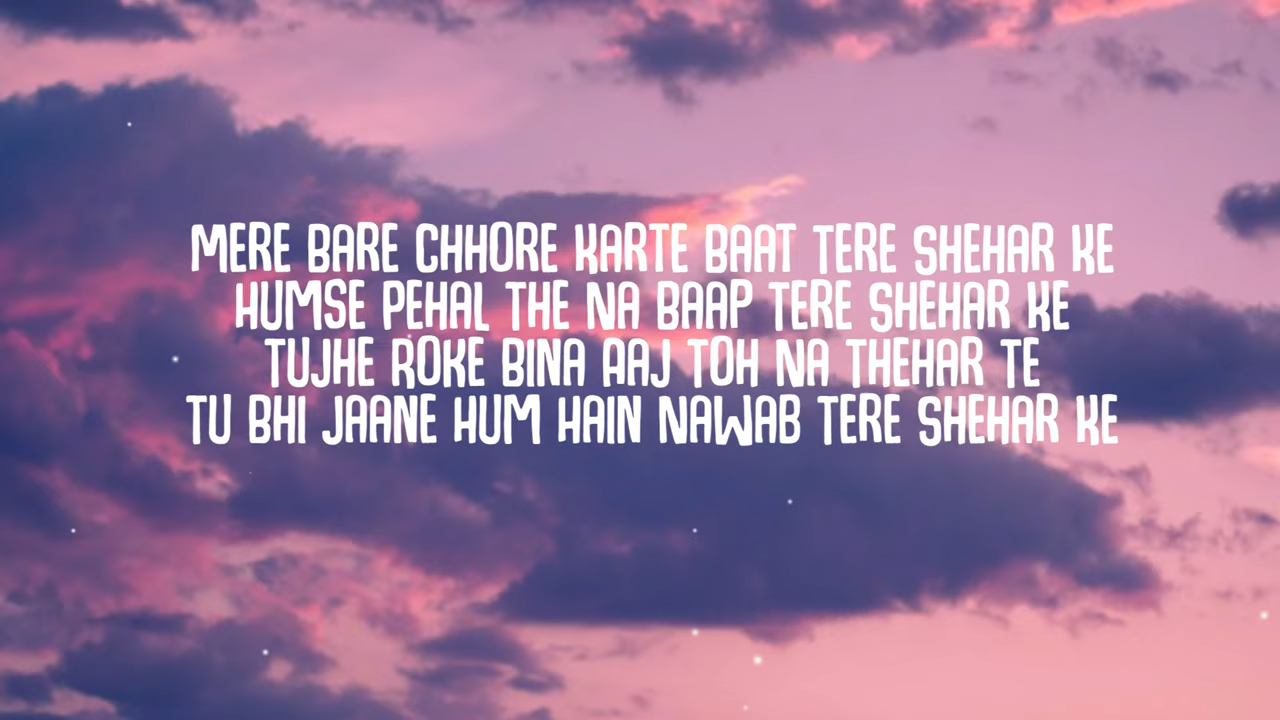 MERE BARE CHHORE KARTE BAAT TERE SHEHAR KE
HUMSE PEHAL THE NA BAAP TERE SHEHAR KE
TUJHE ROKE BINA AAJ TOH NA THEHAR TE
TU BHI JAANE HUM HAIN NAWAB TERE SHEHAR KE